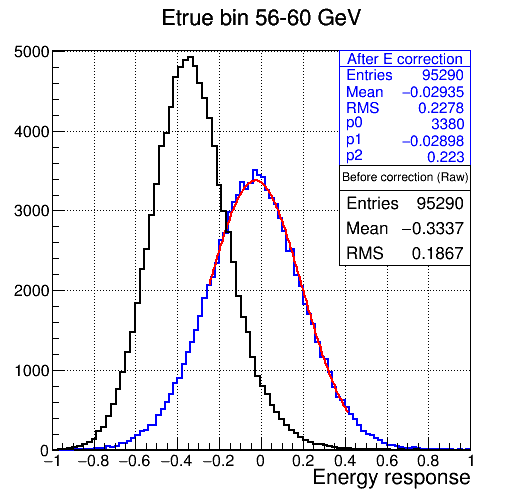 Etrue bin 56-60 GeV
After E correction
Entries 95290
Mean −0.02935
RMS 0.2278
p0 3380
p1 −0.02898
p2 0.223
Before correction (Raw)
Entries 95290
Mean −0.3337
RMS 0.1867
5000
4000
3000
2000
1000
0
−1 −0.8 −0.6 −0.4 −0.2 0 0.2 0.4 0.6 0.8 1
Energy response